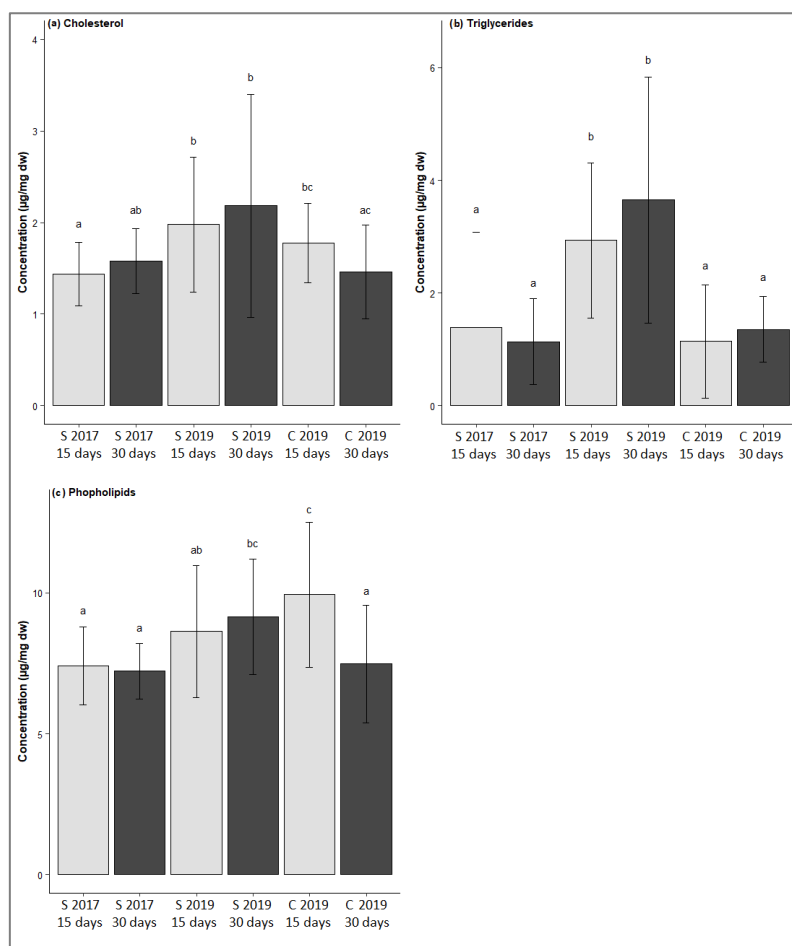 (a) Cholesterol
Concentration (µg/mg dw)
4
3
2
1
0
a
ab
b
b
bc
ac
S 2017 S 2017 S 2019 S 2019 C 2019 C 2019
15 days 30 days 15 days 30 days 15 days 30 days
(b) Triglycerides
Concentration (µg/mg dw)
6
4
2
0
a
a
b
b
a
a
S 2017 S 2017 S 2019 S 2019 C 2019 C 2019
15 days 30 days 15 days 30 days 15 days 30 days
(c) Phopholipids
Concentration (µg/mg dw)
10
5
0
a
a
ab
bc
c
a
S 2017 S 2017 S 2019 S 2019 C 2019 C 2019
15 days 30 days 15 days 30 days 15 days 30 days